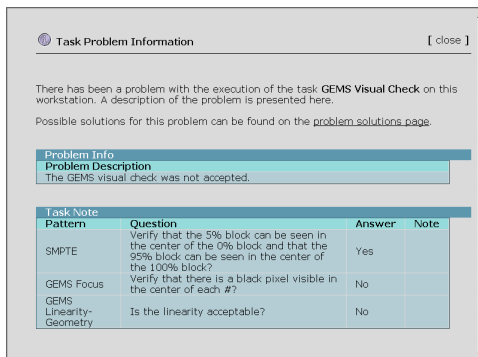 Task Problem Information [ close ]
There has been a problem with the execution of the task GEMS Visual Check on this
workstation. A description of the problem is presented here.
Possible solutions for this problem can be found on the problem solutions page.
Problem Info
Problem Description
The GEMS visual check was not accepted.
Task Note
Pattern Question Answer Note
SMPTE Verify that the 5% block can be seen in
the center of the 0% block and that the
95% block can be seen in the center of
the 100% block? Yes
GEMS Focus Verify that there is a black pixel visible in
the center of each #? No
GEMS
Linearity-
Geometry Is the linearity acceptable? No